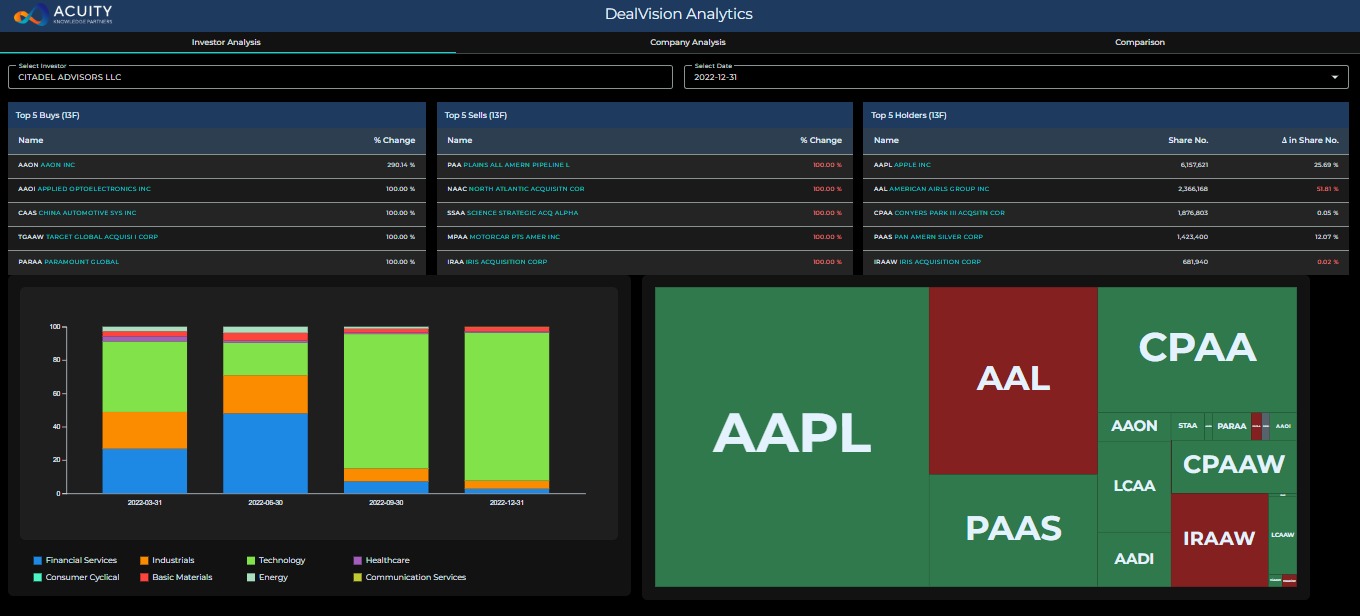 ACUITY
KNOWLEDGE PARTNERS
DealVision Analytics
Investor Analysis Company Analysis Comparison
Select Investor
CITADEL ADVISORS LLC
Select Date
2022-12-31
Top 5 Buys (13F)
Name % Change
AAON AAON INC 290.14 %
AAOI APPLIED OPTOELECTRONICS INC 100.00 %
CAAS CHINA AUTOMOTIVE SYS INC 100.00 %
TGAAW TARGET GLOBAL ACQUISI I CORP 100.00 %
PARAA PARAMOUNT GLOBAL 100.00 %
Top 5 Sells (13F)
Name % Change
PAA PLAINS ALL AMERN PIPELINE L 100.00 %
NAAC NORTH ATLANTIC ACQUISITN COR 100.00 %
SSAA SCIENCE STRATEGIC ACQ ALPHA 100.00 %
MPAA MOTORCAR PTS AMER INC 100.00 %
IRAA IRIS ACQUISITION CORP 100.00 %
Top 5 Holders (13F)
Name Share No. Δ in Share No.
AAPL APPLE INC 6,157,621 25.69 %
AAL AMERICAN AIRLS GROUP INC 2,366,168 51.81 %
CPAA CONYERS PARK III ACQSITN COR 1,876,803 0.05 %
PAAS PAN AMERN SILVER CORP 1,423,400 12.07 %
IRAAW IRIS ACQUISITION CORP 681,940 0.02 %
100
80
60
40
20
0
2022-03-31 2022-06-30 2022-09-30 2022-12-31
Financial Services Industrials Technology Healthcare
Consumer Cyclical Basic Materials Energy Communication Services
AAPL
AAL
PAAS
CPAA
AAON
STAA
PARAA
AAOI
LCAA
CPAAW
AADI
IRAAW
LCAAW